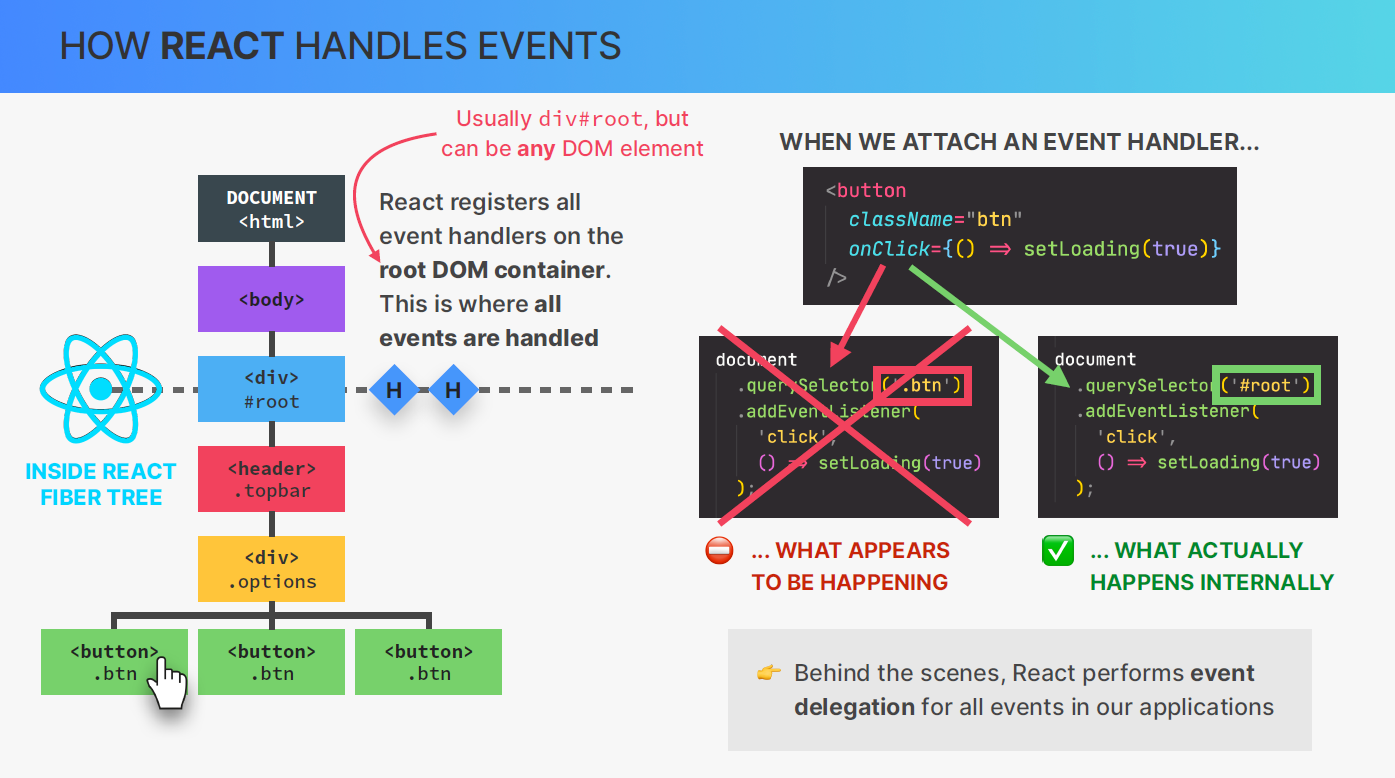 HOW REACT HANDLES EVENTS
Usually div#root, but
can be any DOM element
DOCUMENT
<html>
<body>
<div>
#root
<header>
.topbar
<div>
.options
<button>
.btn
<button>
.btn
<button>
.btn
INSIDE REACT
FIBER TREE
React registers all
event handlers on the
root DOM container.
This is where all
events are handled
H
H
WHEN WE ATTACH AN EVENT HANDLER...
<button
className="btn"
onClick={() => setLoading(true)}
/>
document
.querySelector('.btn')
.addEventListener(
'click',
() => setLoading(true)
);
... WHAT APPEARS
TO BE HAPPENING
document
.querySelector('#root')
.addEventListener(
'click',
() => setLoading(true)
);
... WHAT ACTUALLY
HAPPENS INTERNALLY
👉 Behind the scenes, React performs event
delegation for all events in our applications